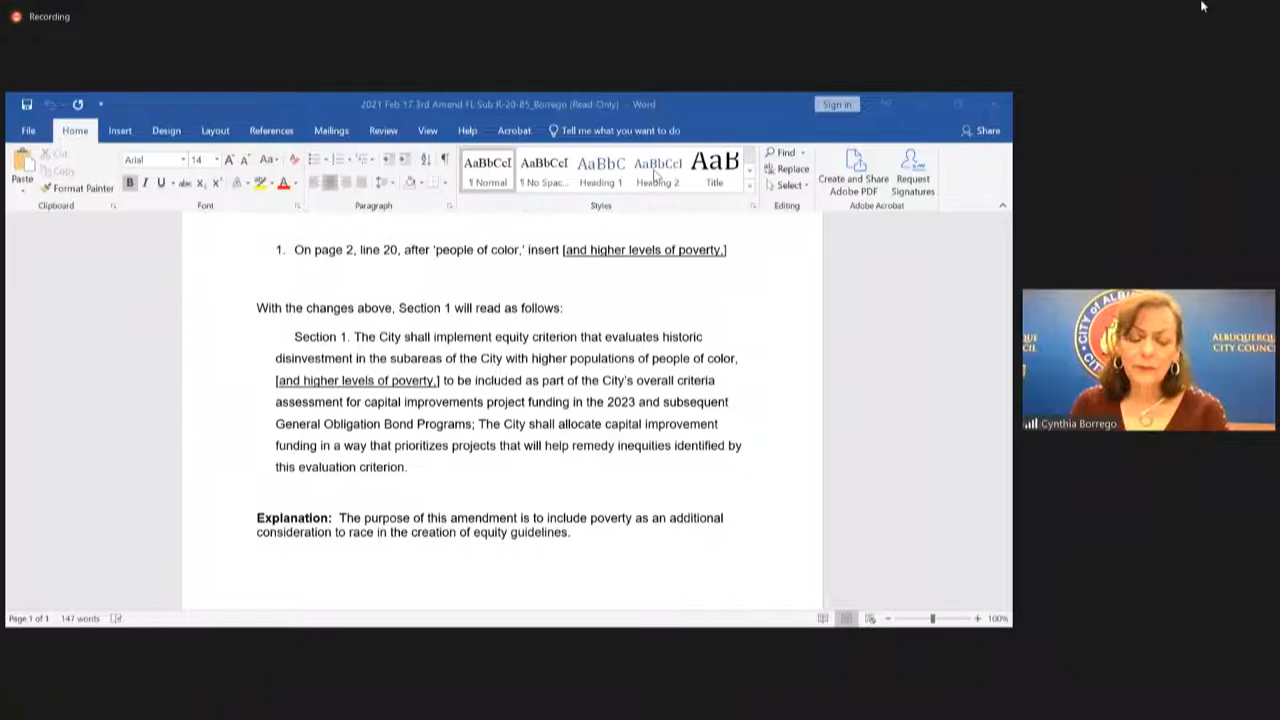 Recording
2021 Feb 17 3rd Amend FL Sub R-20-85_Borrego [Read-Only] - Word
Sign in
File Home Insert Design Layout References Mailings Review View Help Acrobat Tell me what you want to do Share
Paste
Cut
Copy
Format Painter
Clipboard
Arial 14
Font
Paragraph
AaBbCcI AaBbCcI AaBbC AaBbCcI AaB
¶ Normal ¶ No Spac... Heading 1 Heading 2 Title
Styles
Find
Replace
Select
Editing
Create and Share Adobe PDF
Request Signatures
Adobe Acrobat
1. On page 2, line 20, after 'people of color,' insert [and higher levels of poverty,]
With the changes above, Section 1 will read as follows:
Section 1. The City shall implement equity criterion that evaluates historic
disinvestment in the subareas of the City with higher populations of people of color,
[and higher levels of poverty,] to be included as part of the City's overall criteria
assessment for capital improvements project funding in the 2023 and subsequent
General Obligation Bond Programs; The City shall allocate capital improvement
funding in a way that prioritizes projects that will help remedy inequities identified by
this evaluation criterion.
Explanation: The purpose of this amendment is to include poverty as an additional
consideration to race in the creation of equity guidelines.
Page 1 of 1 147 words
100%
CITY of ALBU
ALBUQUERQU
CITY COUNC
QUE
CIL
Cynthia Borrego